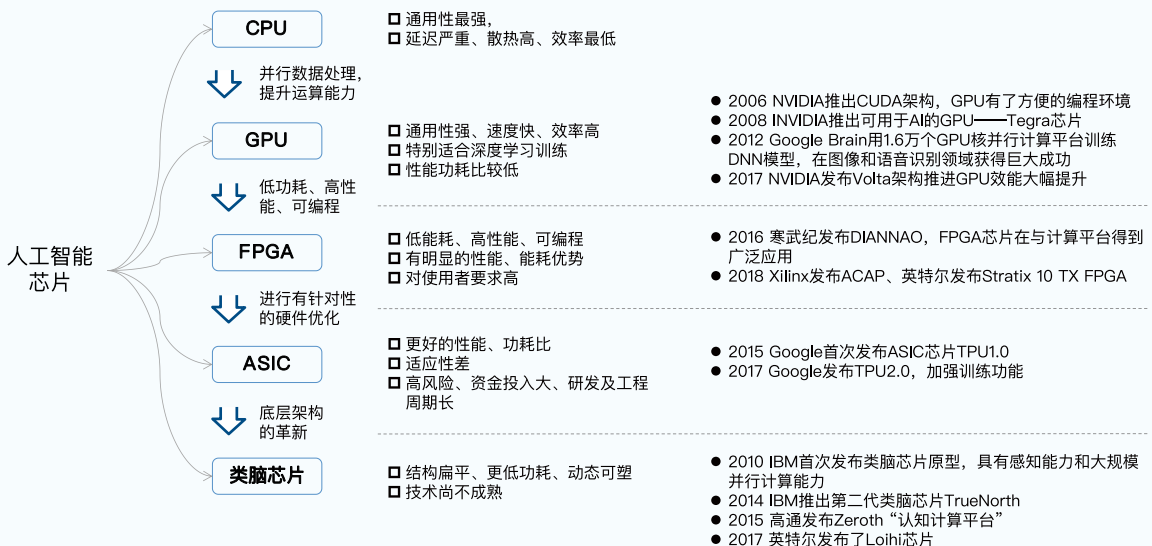 人工智能
芯片
CPU
通用性最强，
延迟严重、散热高、效率最低
并行数据处理，
提升运算能力
GPU
通用性强、速度快、效率高
特别适合深度学习训练
性能功耗比较低
2006 NVIDIA推出CUDA架构，GPU有了方便的编程环境
2008 INVIDIA推出可用于AI的GPU——Tegra芯片
2012 Google Brain用1.6万个GPU核并行计算平台训练
DNN模型，在图像和语音识别领域获得巨大成功
2017 NVIDIA发布Volta架构推进GPU效能大幅提升
低功耗、高性
能、可编程
FPGA
低能耗、高性能、可编程
有明显的性能、能耗优势
对使用者要求高
2016 寒武纪发布DIANNAO，FPGA芯片在与计算平台得到
广泛应用
2018 Xilinx发布ACAP、英特尔发布Stratix 10 TX FPGA
进行有针对性
的硬件优化
ASIC
更好的性能、功耗比
适应性差
高风险、资金投入大、研发及工程
周期长
2015 Google首次发布ASIC芯片TPU1.0
2017 Google发布TPU2.0，加强训练功能
底层架构
的革新
类脑芯片
结构扁平、更低功耗、动态可塑
技术尚不成熟
2010 IBM首次发布类脑芯片原型，具有感知能力和大规模
并行计算能力
2014 IBM推出第二代类脑芯片TrueNorth
2015 高通发布Zeroth “认知计算平台”
2017 英特尔发布了Loihi芯片